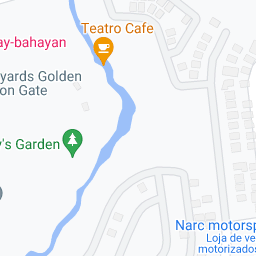 Teatro Cafe
ay-bahayan
yards Golden
on Gate
y's Garden
Narc motorsp
Loja de ve
motorizados